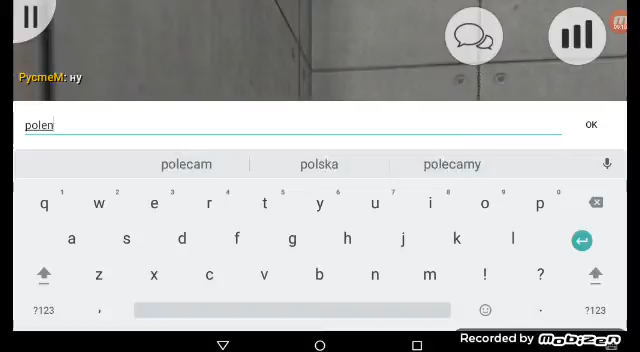 РустеМ: ну
polen
OK
polecam polska polecamy
1 2 3 4 5 6 7 8 9 0
q w e r t y u i o p
a s d f g h j k l
z x c v b n m ! ?
?123 , . ?123
Recorded by mobizen